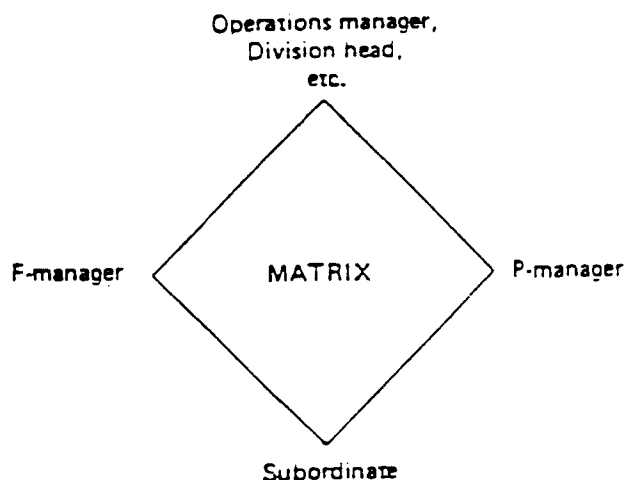 Operations manager,
Division head,
etc.
F-manager
MATRIX
P-manager
Subordinate